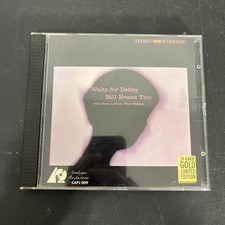 Waltz for Debby
Bill Evans Trio
with Scott LaFaro, Paul Motian
Analogue
Productions
CAPJ 009
24 KARAT
GOLD
LIMITED
EDITION